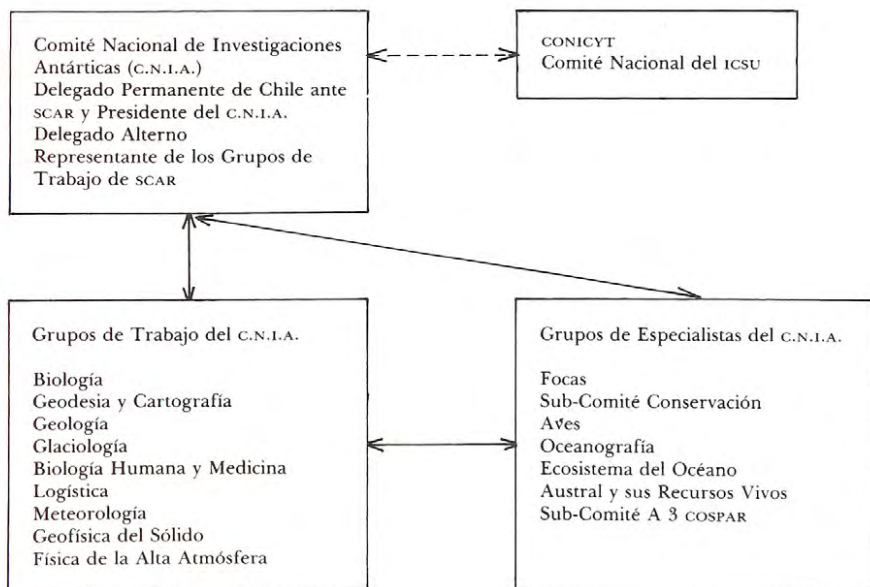 Comité Nacional de Investigaciones
Antárticas (C.N.I.A.)
Delegado Permanente de Chile ante
SCAR y Presidente del C.N.I.A.
Delegado Alterno
Representante de los Grupos de
Trabajo de SCAR
CONICYT
Comité Nacional del ICSU
Grupos de Trabajo del C.N.I.A.
Biología
Geodesia y Cartografía
Geología
Glaciología
Biología Humana y Medicina
Logística
Meteorología
Geofísica del Sólido
Física de la Alta Atmósfera
Grupos de Especialistas del C.N.I.A.
Focas
Sub-Comité Conservación
Aves
Oceanografía
Ecosistema del Océano
Austral y sus Recursos Vivos
Sub-Comité A 3 COSPAR